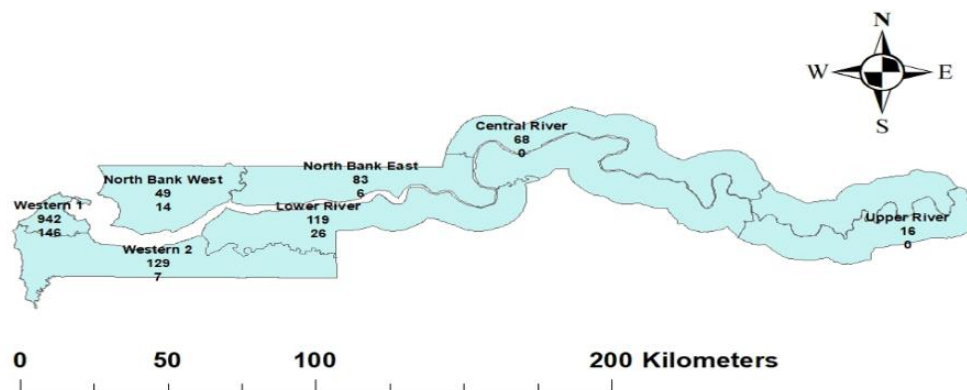 N
W E
S
Central River
68
0
North Bank East
83
6
North Bank West
49
14
Western 1
942
146
Lower River
119
26
Western 2
129
7
Upper River
16
0
0 50 100 200 Kilometers